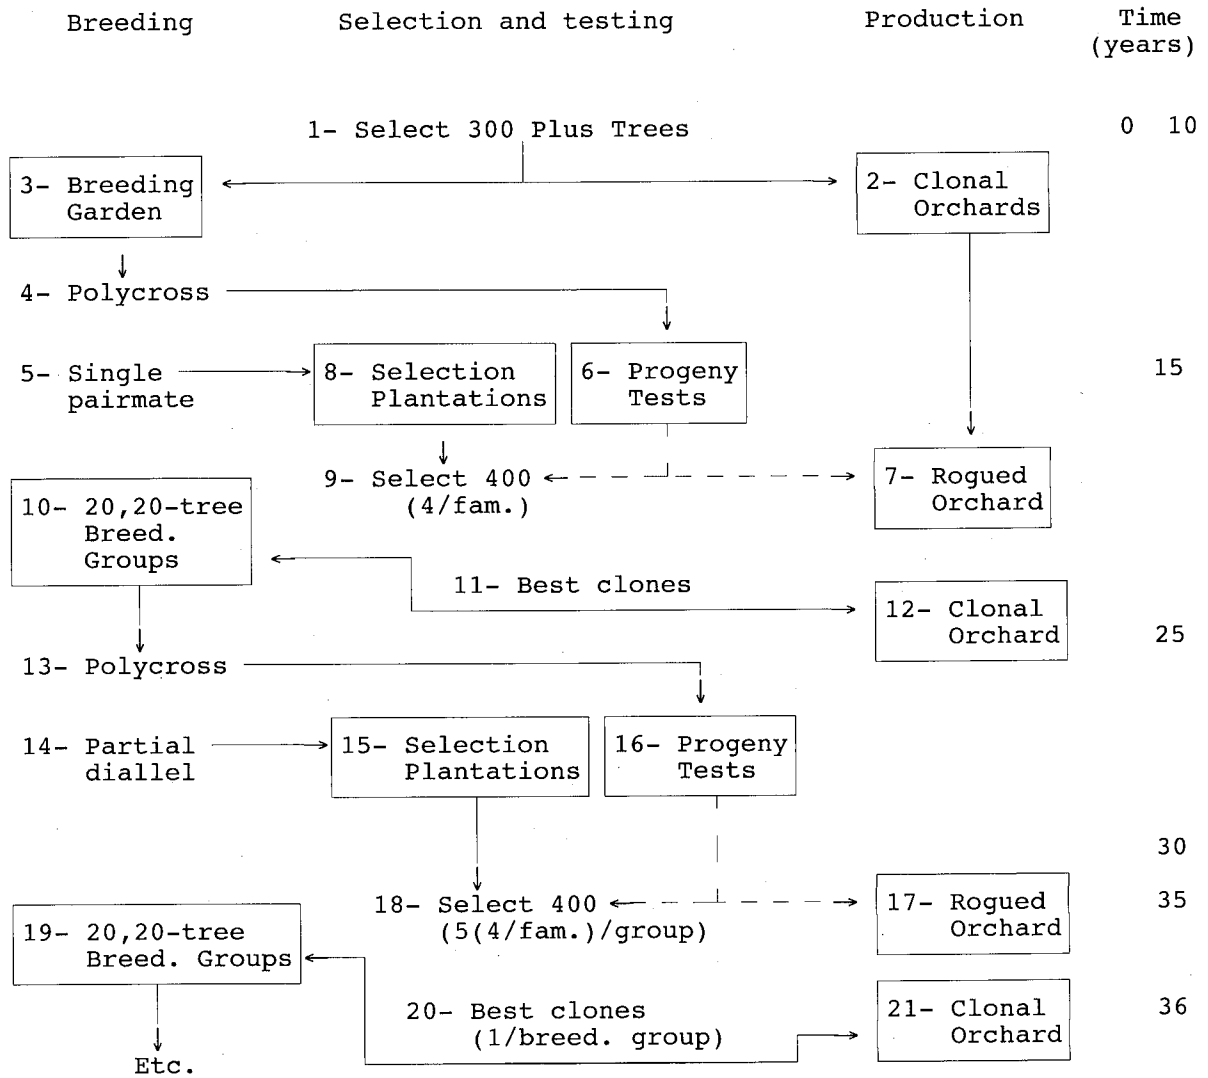 Breeding Selection and testing Production Time
(years)
1- Select 300 Plus Trees 0 10
3- Breeding
Garden
2- Clonal
Orchards
4- Polycross
5- Single
pairmate
8- Selection
Plantations
6- Progeny
Tests
15
9- Select 400
(4/fam.)
7- Rogued
Orchard
10- 20,20-tree
Breed.
Groups
11- Best clones
12- Clonal
Orchard
25
13- Polycross
14- Partial
diallel
15- Selection
Plantations
16- Progeny
Tests
30
18- Select 400
(5(4/fam.)/group)
17- Rogued
Orchard
35
19- 20,20-tree
Breed. Groups
20- Best clones
(1/breed. group)
21- Clonal
Orchard
36
Etc.